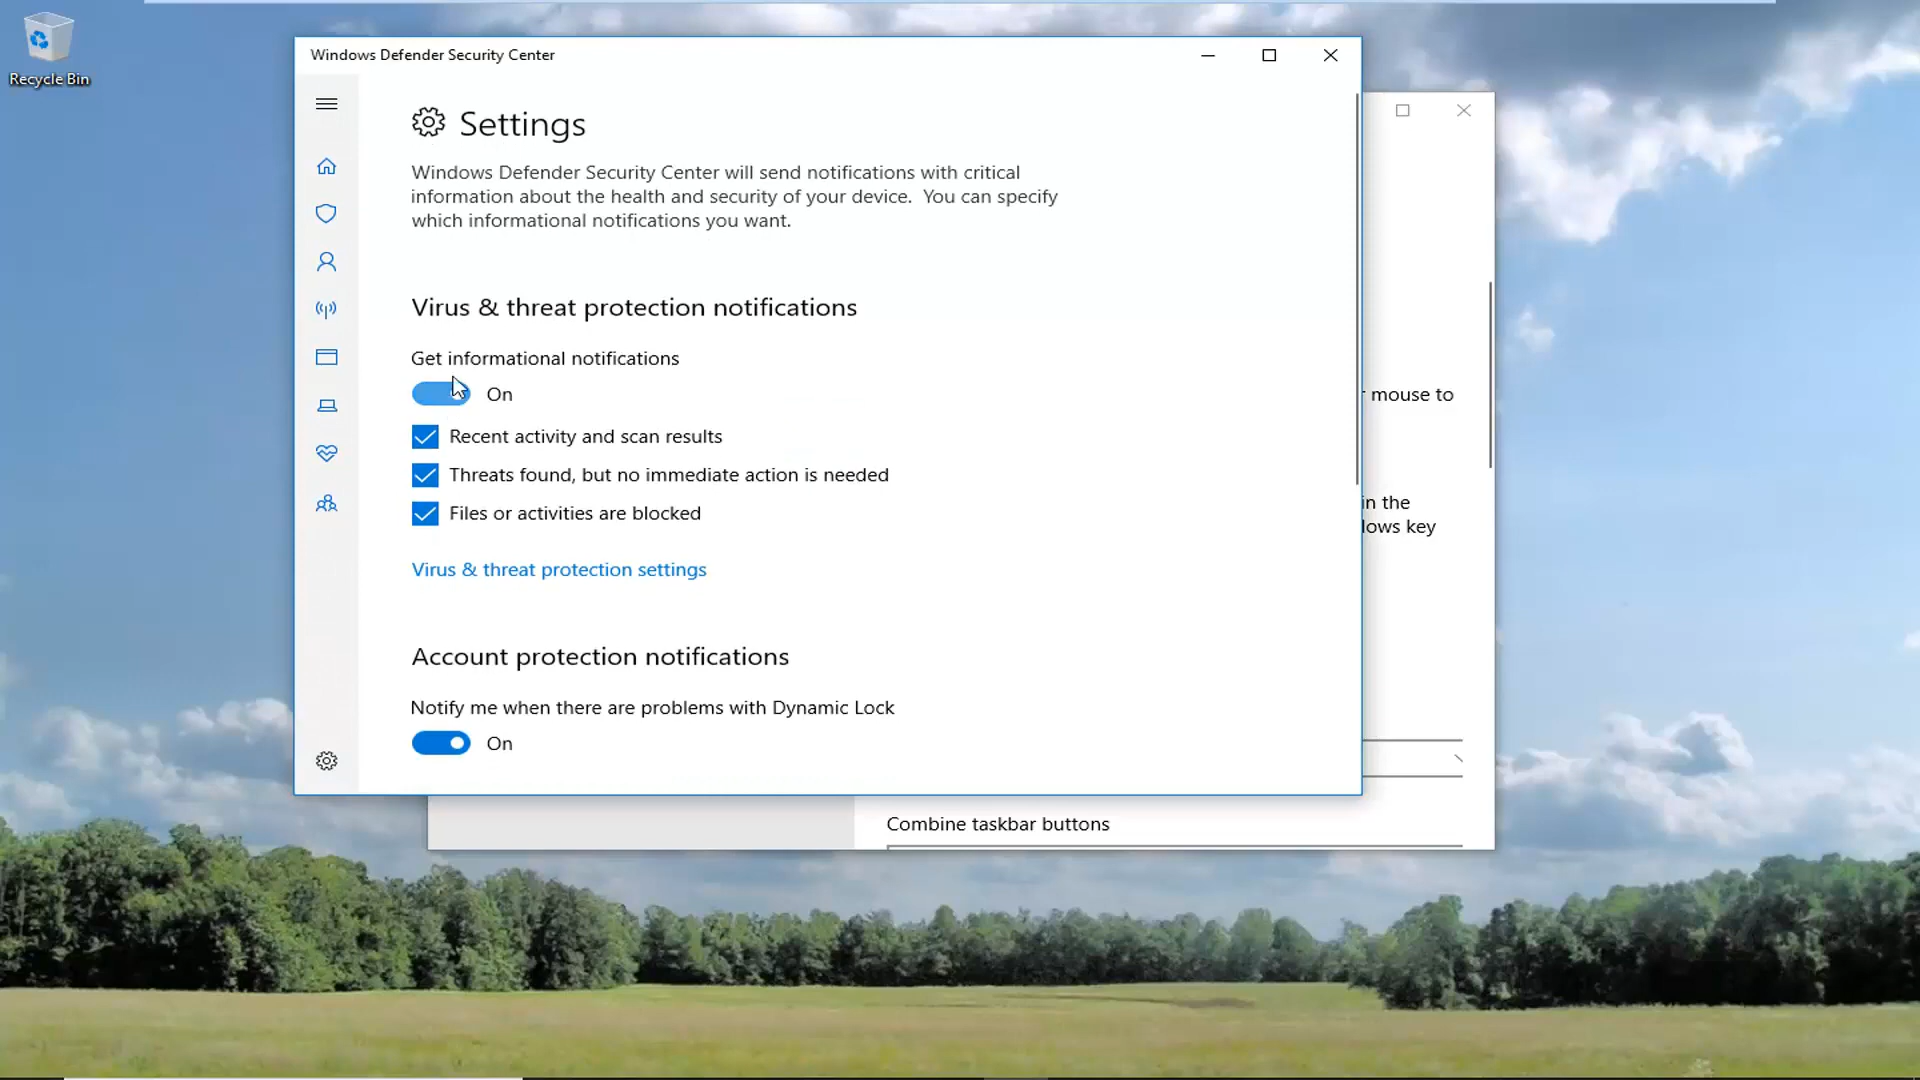 Recycle Bin
Windows Defender Security Center
Settings
Windows Defender Security Center will send notifications with critical
information about the health and security of your device.  You can specify
which informational notifications you want.
Virus & threat protection notifications
Get informational notifications
On
Recent activity and scan results
Threats found, but no immediate action is needed
Files or activities are blocked
Virus & threat protection settings
Account protection notifications
Notify me when there are problems with Dynamic Lock
On
mouse to
in the
key
Combine taskbar buttons